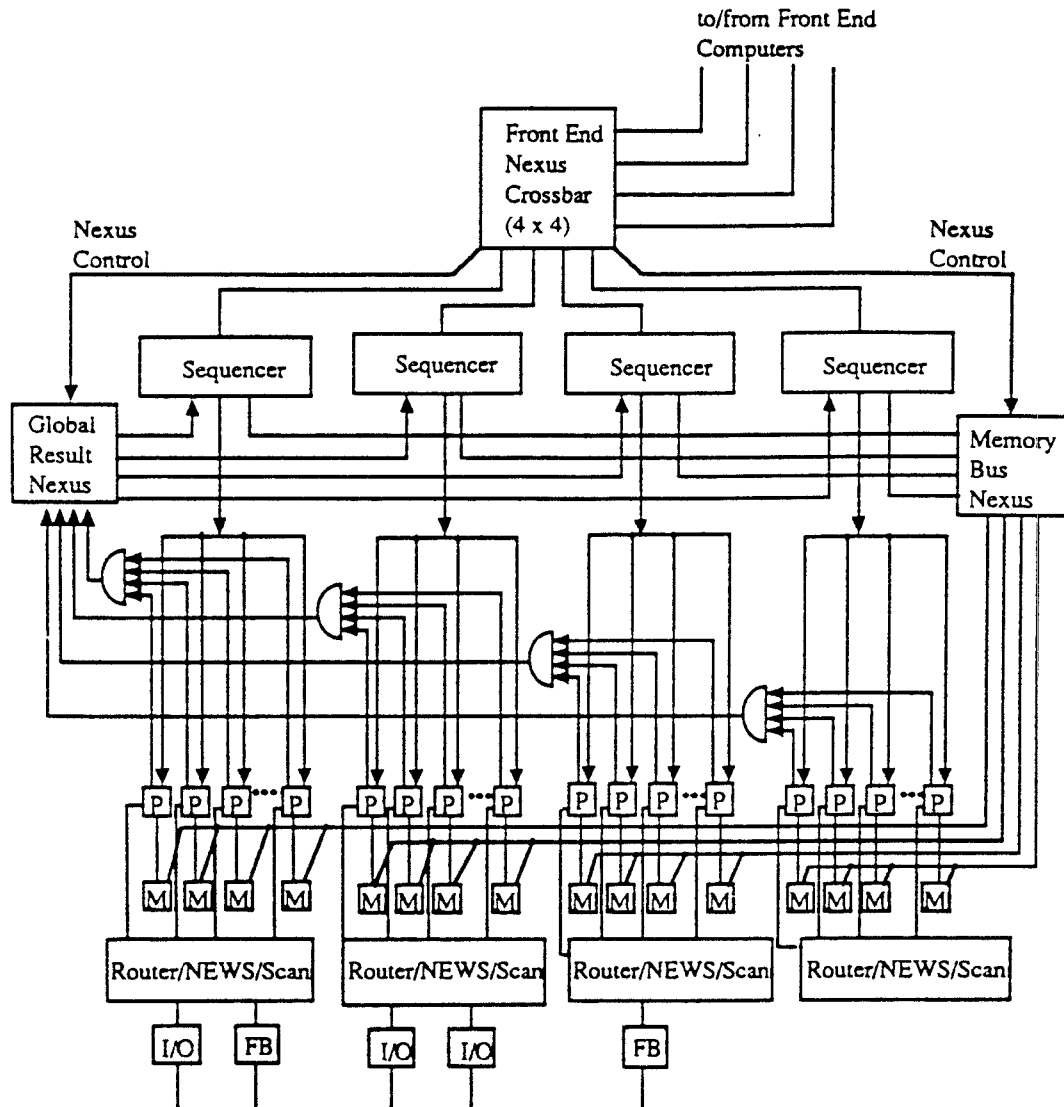 to/from Front End
Computers
Front End
Nexus
Crossbar
(4 x 4)
Nexus
Control
Nexus
Control
Sequencer
Sequencer
Sequencer
Sequencer
Global
Result
Nexus
Memory
Bus
Nexus
P P P P P P P P P P P P P P P P
M M M M M M M M M M M M M M M M
Router/NEWS/Scan
Router/NEWS/Scan
Router/NEWS/Scan
Router/NEWS/Scan
I/O
FB
I/O
I/O
FB